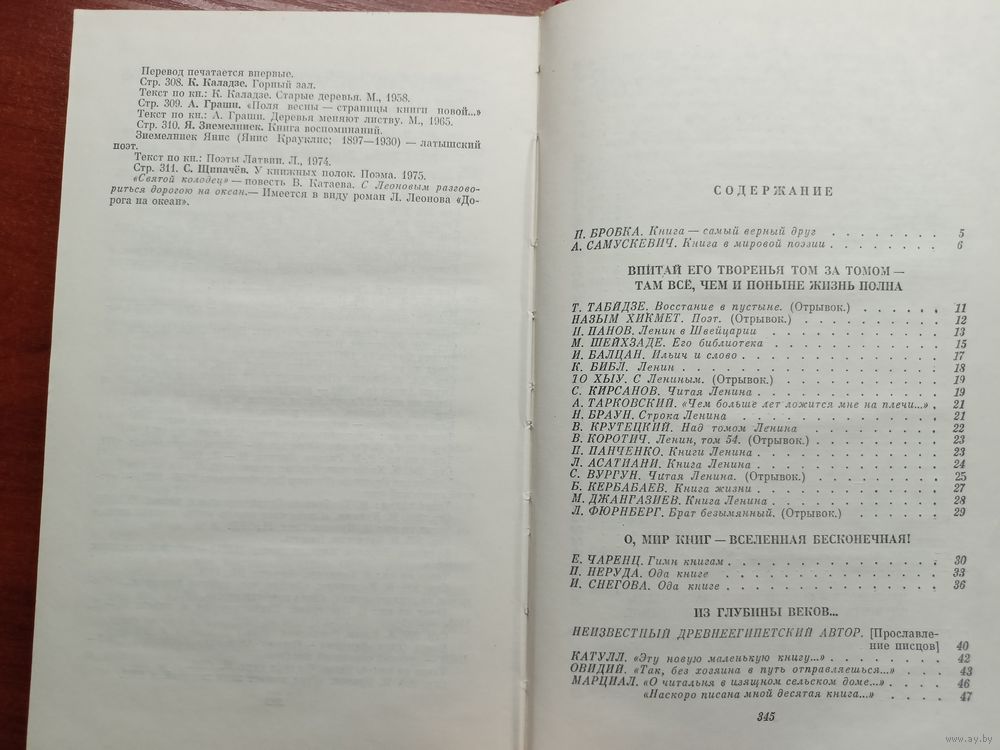 Перевод печатается впервые.
Стр. 308. К. Каладзе. Горный зал.
Текст по кн.: К. Каладзе. Старые деревья. М., 1958.
Стр. 309. А. Граши. «Поля весны — страницы книги новой...»
Текст по кн.: А. Граши. Деревья меняют листву. М., 1965.
Стр. 310. Я. Зиемелниек. Книга воспоминаний.
Зиемелниек Янис (Янис Крауклис; 1897—1930) — латышский
поэт.
Текст по кн.: Поэты Латвии. Л., 1974.
Стр. 311. С. Щипачёв. У книжных полок. Поэма. 1975.
«Святой колодец» — повесть В. Катаева. С Леоновым разгово-
риться дорогою на океан. — Имеется в виду роман Л. Леонова «До-
рога на океан».
СОДЕРЖАНИЕ
П. БРОВКА. Книга — самый верный друг . . . . . . . . 5
А. САМУСКЕВИЧ. Книга в мировой поэзии . . . . . . . . 6
ВПИТАЙ ЕГО ТВОРЕНЬЯ ТОМ ЗА ТОМОМ —
ТАМ ВСЁ, ЧЕМ И ПОНЫНЕ ЖИЗНЬ ПОЛНА
Т. ТАБИДЗЕ. Восстание в пустыне. (Отрывок.) . . . . . . 11
НАЗЫМ ХИКМЕТ. Поэт. (Отрывок.) . . . . . . . . . . 12
Н. ПАНОВ. Ленин в Швейцарии . . . . . . . . . . . . 13
М. ШЕЙХЗАДЕ. Его библиотека . . . . . . . . . . . . 15
И. БАЛЦАН. Ильич и слово . . . . . . . . . . . . . 17
К. БИБЛ. Ленин . . . . . . . . . . . . . . . . . . 18
ТО ХЫУ. С Лениным. (Отрывок.) . . . . . . . . . . . 19
С. КИРСАНОВ. Читая Ленина . . . . . . . . . . . . . 19
А. ТАРКОВСКИЙ. «Чем больше лет ложится мне на плечи...» . 21
Н. БРАУН. Строка Ленина . . . . . . . . . . . . . . 21
В. КРУТЕЦКИЙ. Над томом Ленина . . . . . . . . . . 22
В. КОРОТИЧ. Ленин, том 54. (Отрывок.) . . . . . . . . 23
П. ПАНЧЕНКО. Книги Ленина . . . . . . . . . . . . . 23
Л. АСАТИАНИ. Книга Ленина . . . . . . . . . . . . . 24
С. ВУРГУН. Читая Ленина. (Отрывок.) . . . . . . . . . 25
Б. КЕРБАБАЕВ. Книга жизни . . . . . . . . . . . . . 27
М. ДЖАНГАЗИЕВ. Книга Ленина . . . . . . . . . . . . 28
Л. ФЮРНБЕРГ. Брат безымянный. (Отрывок.) . . . . . . 29
О, МИР КНИГ — ВСЕЛЕННАЯ БЕСКОНЕЧНАЯ!
Е. ЧАРЕНЦ. Гимн книгам . . . . . . . . . . . . . . 30
П. НЕРУДА. Ода книге . . . . . . . . . . . . . . . 33
И. СНЕГОВА. Ода книге . . . . . . . . . . . . . . . 36
ИЗ ГЛУБИНЫ ВЕКОВ...
НЕИЗВЕСТНЫЙ ДРЕВНЕЕГИПЕТСКИЙ АВТОР. [Прославле-
ние писцов] 40
КАТУЛЛ. «Эту новую маленькую книгу...» . . . . . . . . 42
ОВИДИЙ. «Так, без хозяина в путь отправляешься...» . . . . 43
МАРЦИАЛ. «О читальня в изящном сельском доме...» . . . . 46
«Наскоро писана мной десятая книга...» . . . . 47
345
www.ay.by